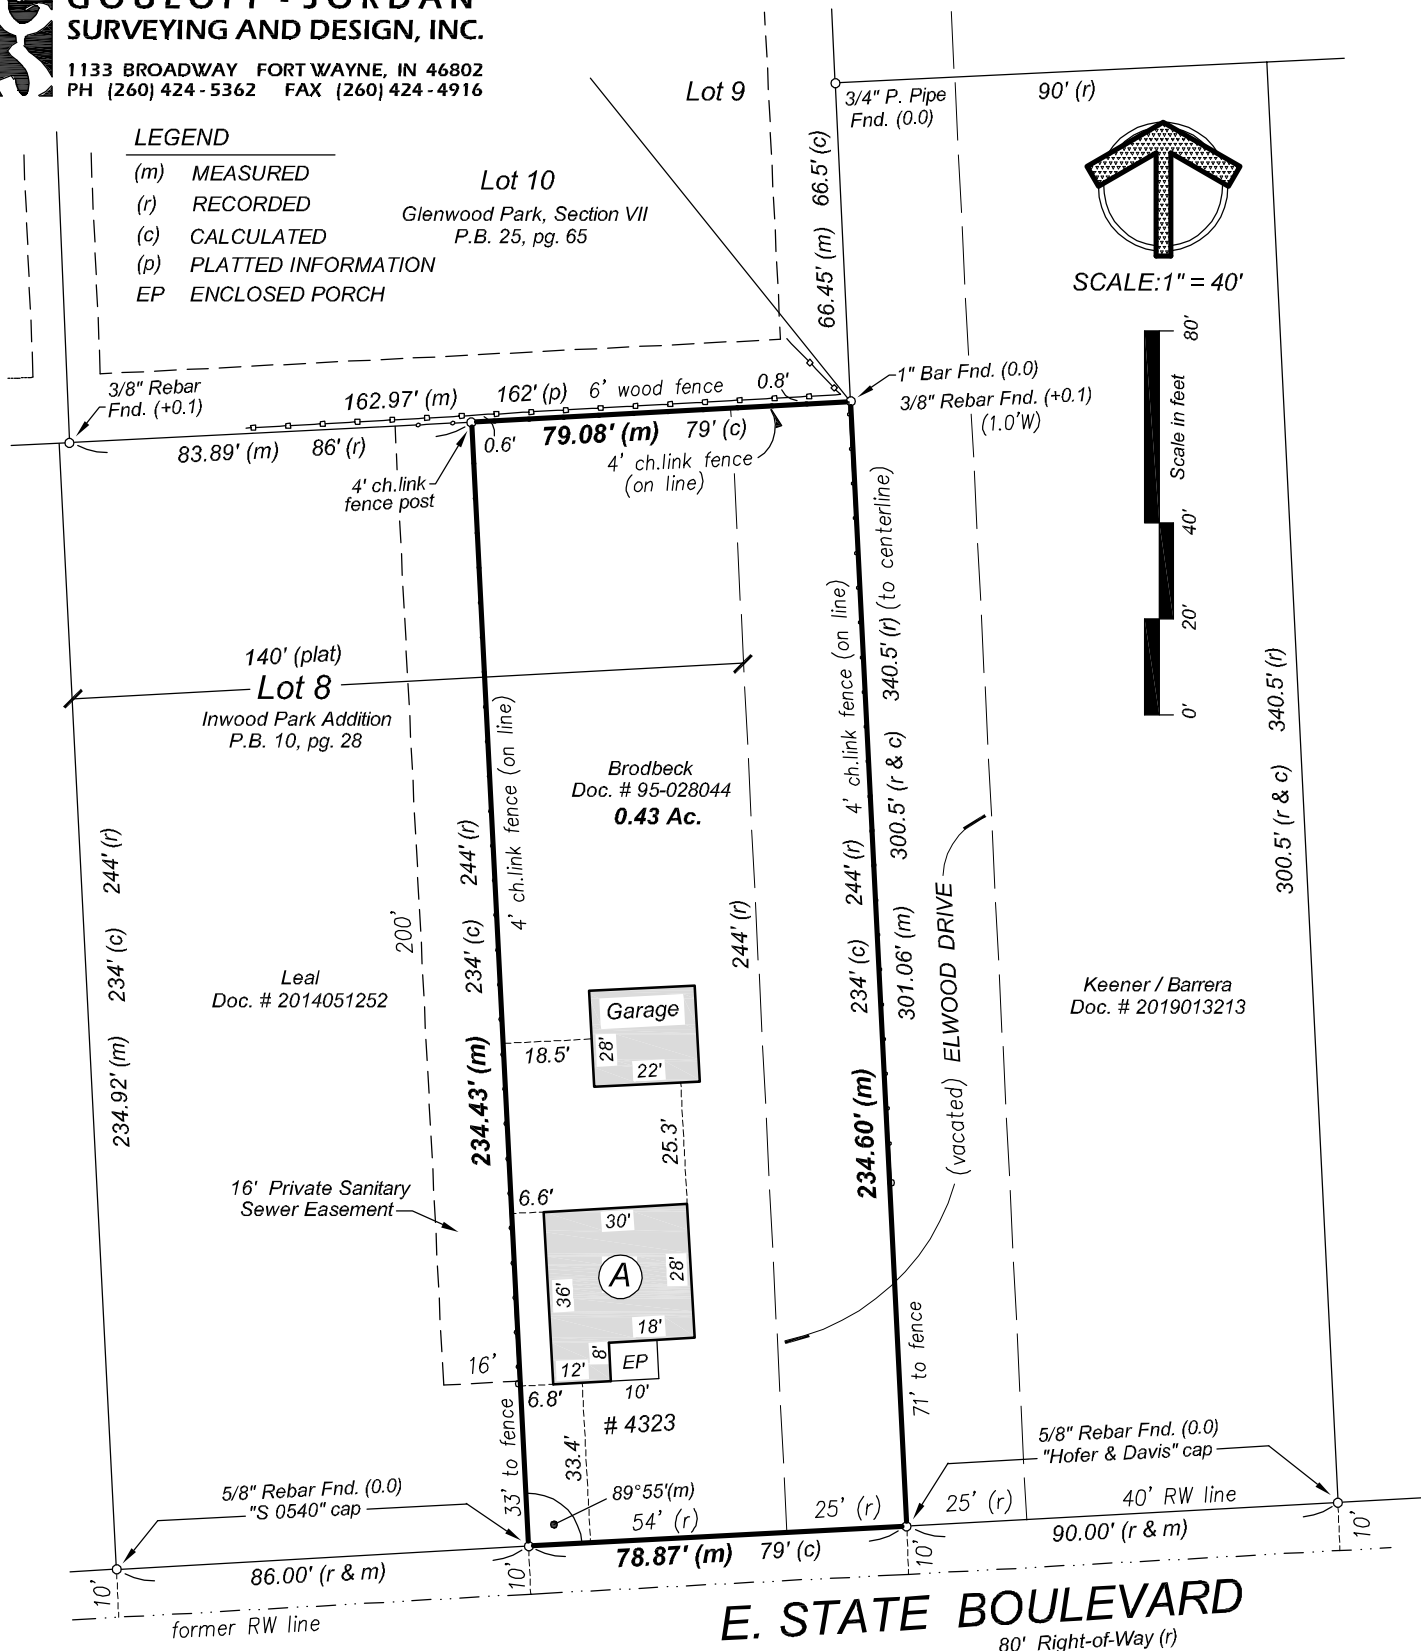 GOUZOFF - JORDAN
SURVEYING AND DESIGN, INC.
1133 BROADWAY FORT WAYNE, IN 46802
PH (260) 424-5362 FAX (260) 424-4916
LEGEND
(m) MEASURED
(r) RECORDED
(c) CALCULATED
(p) PLATTED INFORMATION
EP ENCLOSED PORCH
Lot 9
Lot 10
Glenwood Park, Section VII
P.B. 25, pg. 65
3/4" P. Pipe
Fnd. (0.0)
90' (r)
66.45' (m) 66.5' (c)
SCALE:1" = 40'
80'
40'
20'
0'
Scale in feet
3/8" Rebar
Fnd. (+0.1)
162.97' (m) 162' (p) 6' wood fence 0.8'
1" Bar Fnd. (0.0)
3/8" Rebar Fnd. (+0.1)
(1.0'W)
83.89' (m) 86' (r)
0.6'
79.08' (m) 79' (c)
4' ch.link
fence post
4' ch.link fence
(on line)
140' (plat)
Lot 8
Inwood Park Addition
P.B. 10, pg. 28
Brodbeck
Doc. # 95-028044
0.43 Ac.
234.92' (m) 234' (c) 244' (r)
Leal
Doc. # 2014051252
200'
234.43' (m) 234' (c) 244' (r)
4' ch.link fence (on line)
244' (r)
234.60' (m) 234' (c) 244' (r) 4' ch.link fence (on line)
301.06' (m) 300.5' (r & c) 340.5' (r) (to centerline)
(vacated) ELWOOD DRIVE
300.5' (r & c) 340.5' (r)
Keener / Barrera
Doc. # 2019013213
Garage
28'
22'
18.5'
25.3'
16' Private Sanitary
Sewer Easement
6.6'
30'
A
36'
28'
18'
8'
EP
12'
10'
16'
6.8'
# 4323
33' to fence
33.4'
71' to fence
5/8" Rebar Fnd. (0.0)
"Hofer & Davis" cap
5/8" Rebar Fnd. (0.0)
"S 0540" cap
89°55'(m)
54' (r)
25' (r)
25' (r)
40' RW line
86.00' (r & m)
78.87' (m) 79' (c)
90.00' (r & m)
10'
10'
10'
10'
former RW line
E. STATE BOULEVARD
80' Right-of-Way (r)